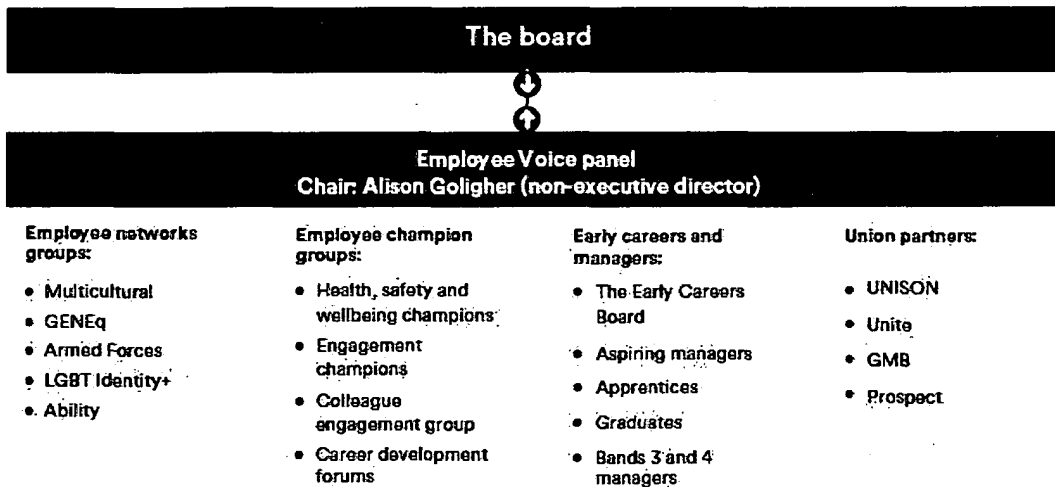 The board
Employee Voice panel
Chair: Alison Goligher (non-executive director)
Employee networks
groups:
• Multicultural
• GENEq
• Armed Forces
• LGBT Identity+
• Ability
Employee champion
groups:
• Health, safety and
wellbeing champions
• Engagement
champions
• Colleague
engagement group
• Career development
forums
Early careers and
managers:
• The Early Careers
Board
• Aspiring managers
• Apprentices
• Graduates
• Bands 3 and 4
managers
Union partners:
• UNISON
• Unite
• GMB
• Prospect